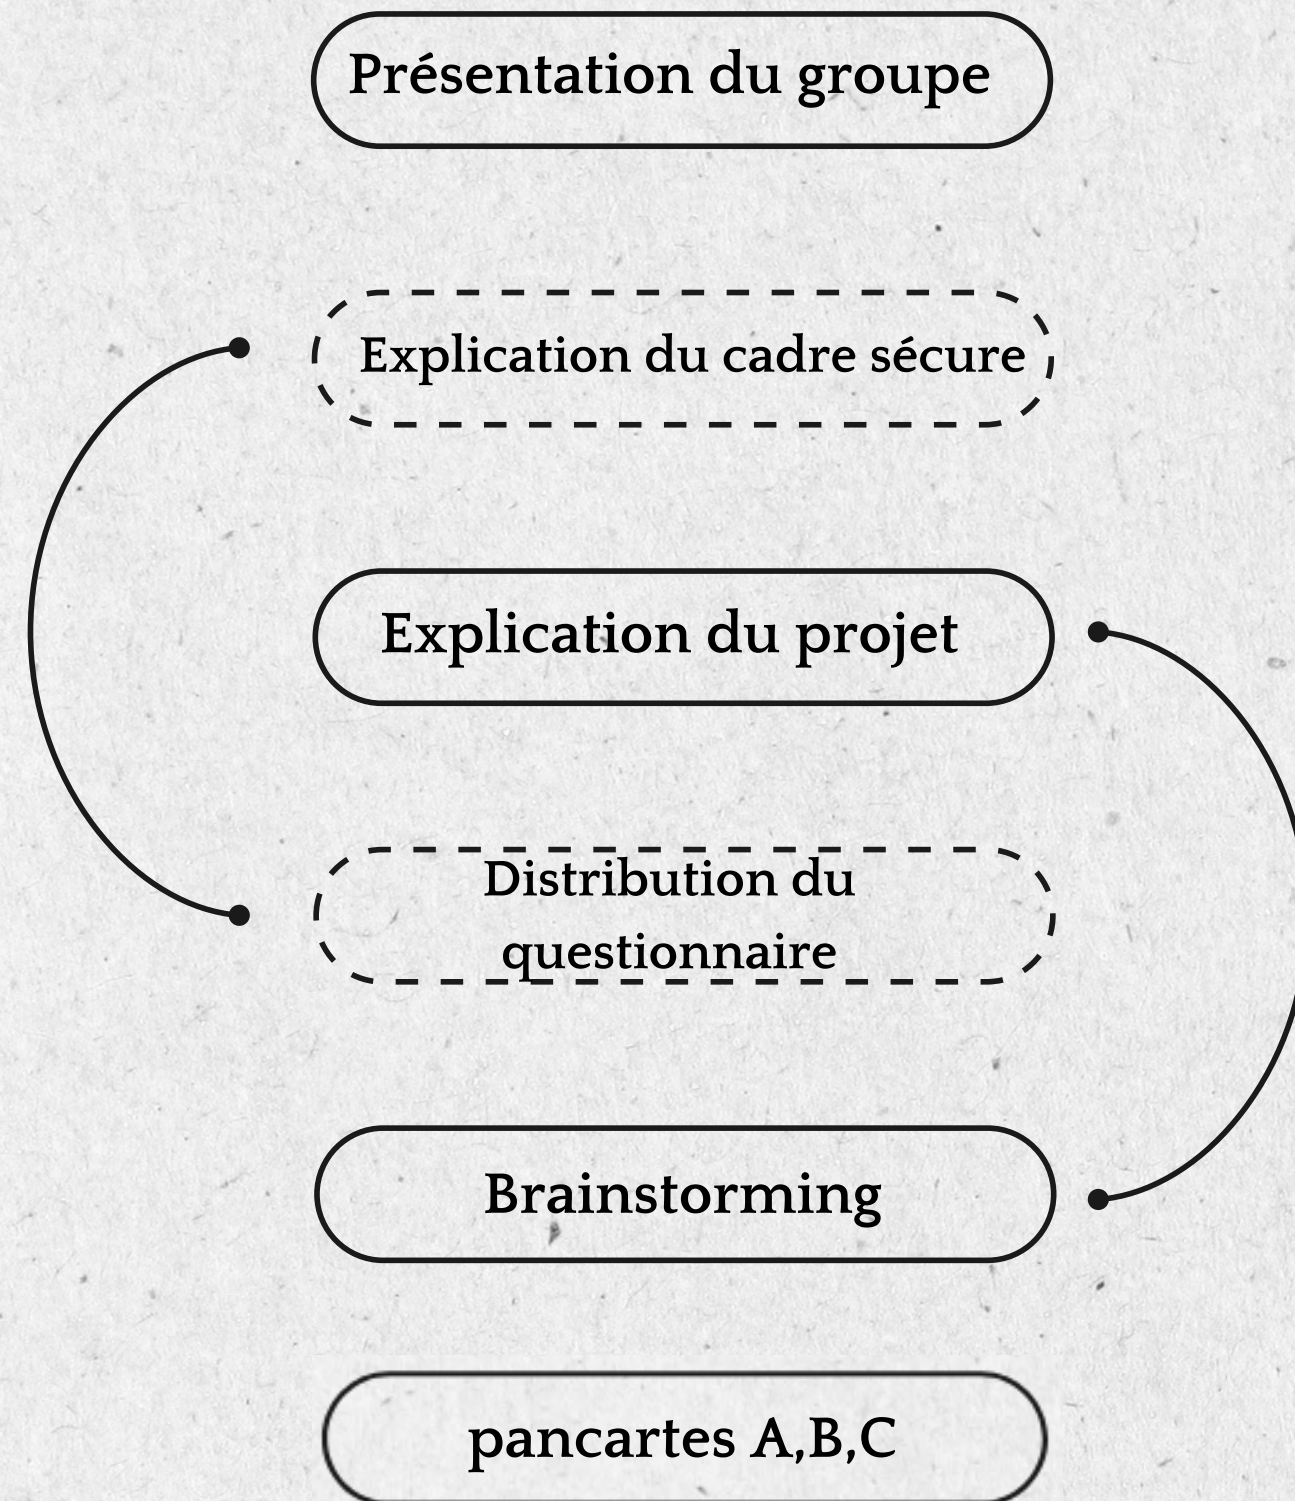 Présentation du groupe
Explication du cadre sécure
Explication du projet
Distribution du
questionnaire
Brainstorming
pancartes A,B,C